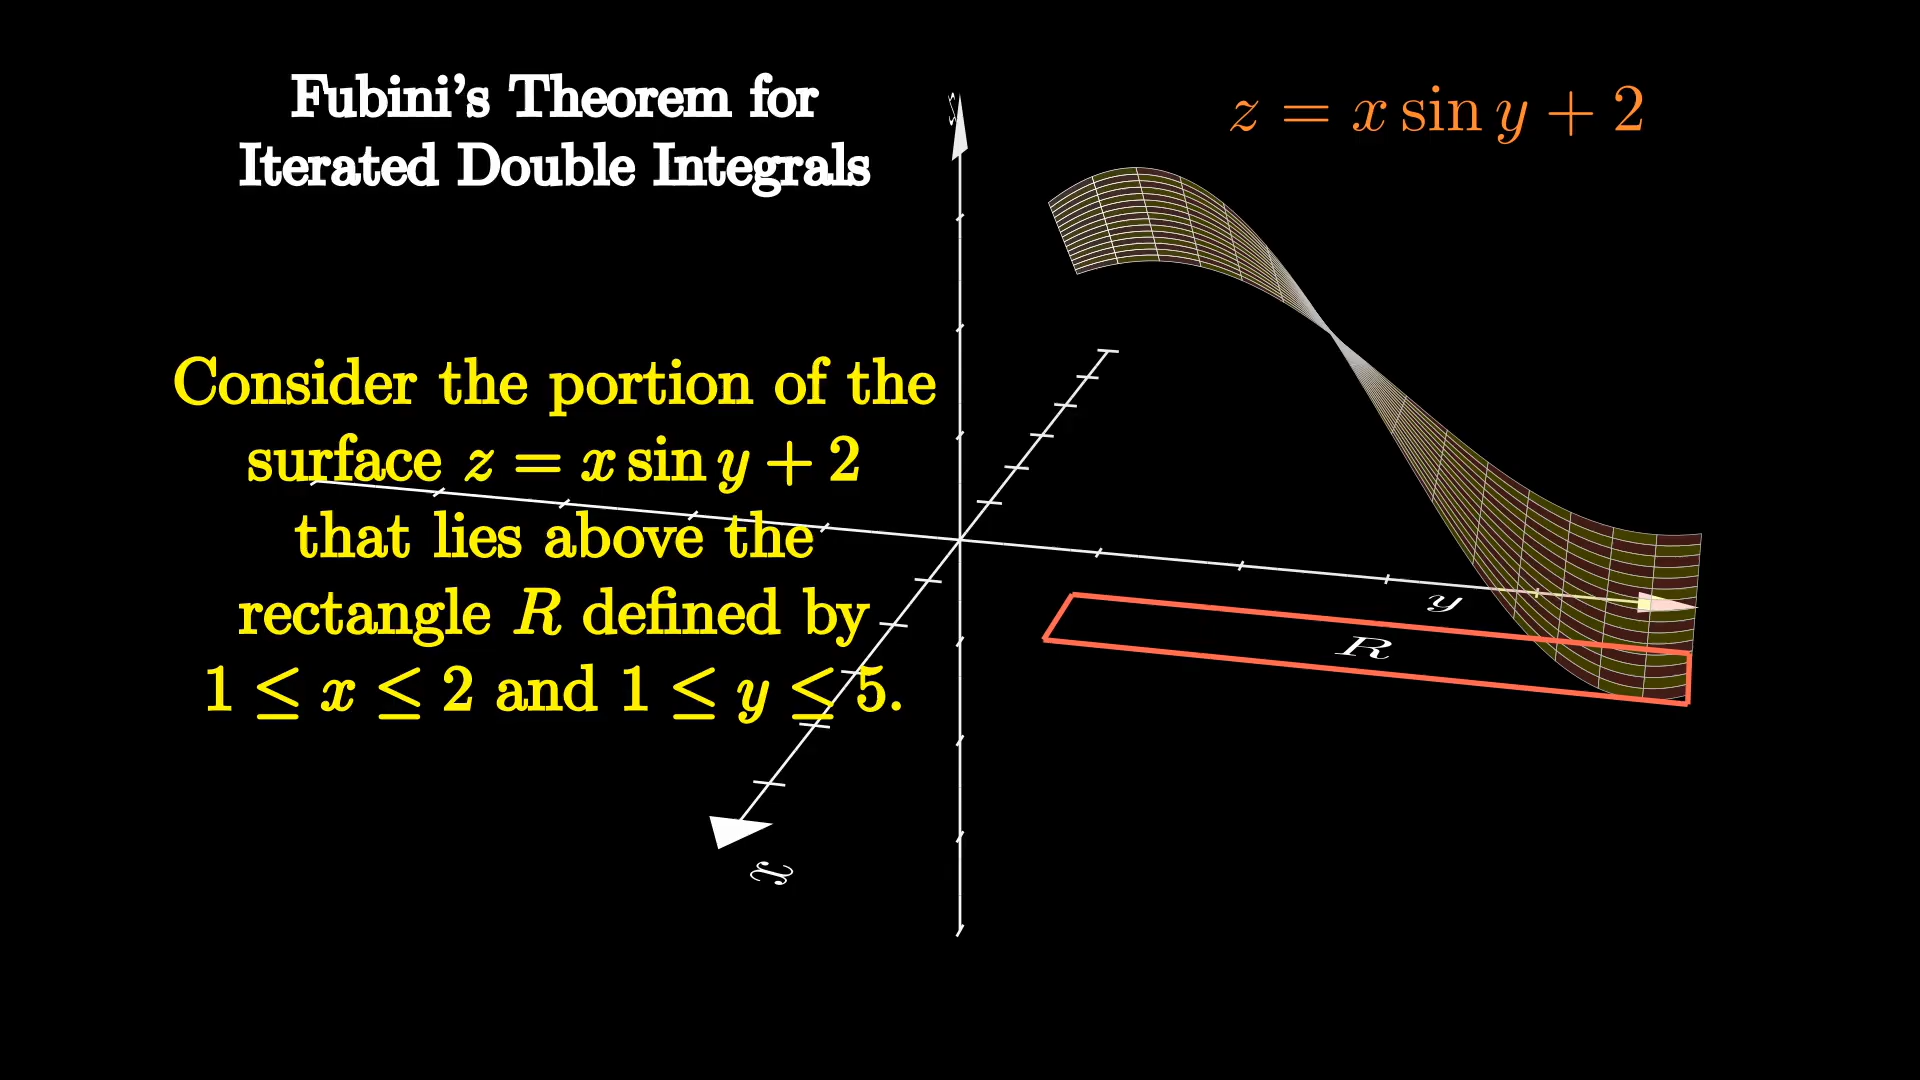 Fubini's Theorem for
Iterated Double Integrals
z = x sin y + 2
Consider the portion of the
surface z = x sin y + 2
that lies above the
rectangle R defined by
1 ≤ x ≤ 2 and 1 ≤ y ≤ 5.
z
y
R
x